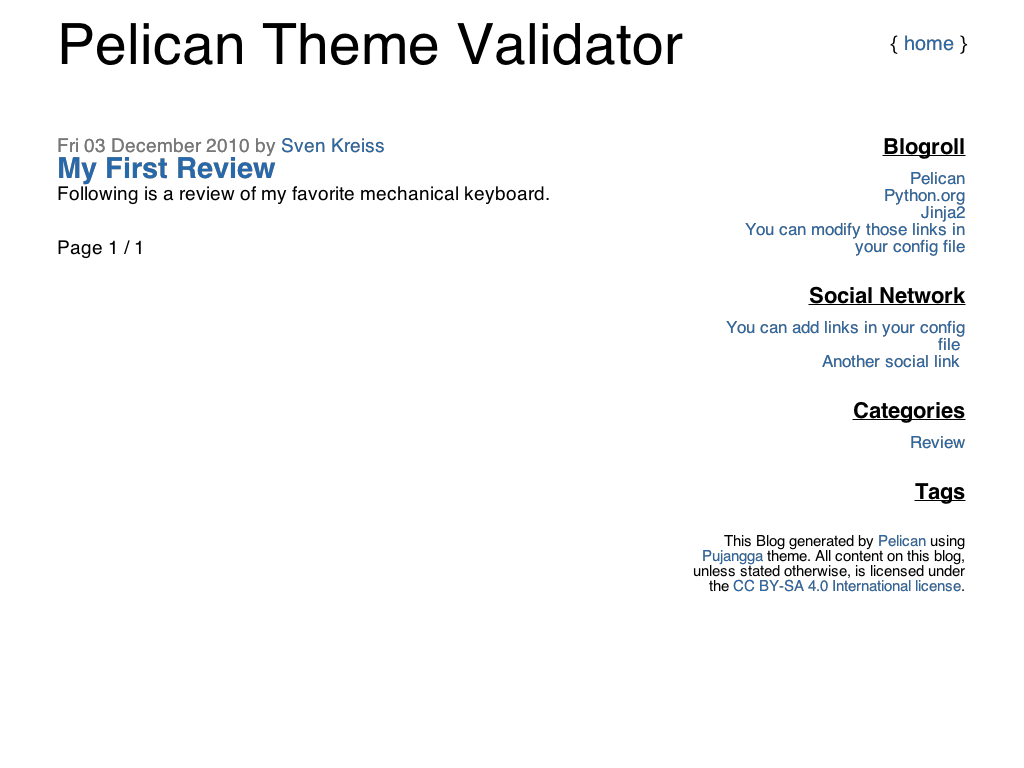 Pelican Theme Validator
{ home }
Fri 03 December 2010 by Sven Kreiss
My First Review
Following is a review of my favorite mechanical keyboard.
Page 1 / 1
Blogroll
Pelican
Python.org
Jinja2
You can modify those links in
your config file
Social Network
You can add links in your config
file
Another social link
Categories
Review
Tags
This Blog generated by Pelican using
Pujangga theme. All content on this blog,
unless stated otherwise, is licensed under
the CC BY-SA 4.0 International license.